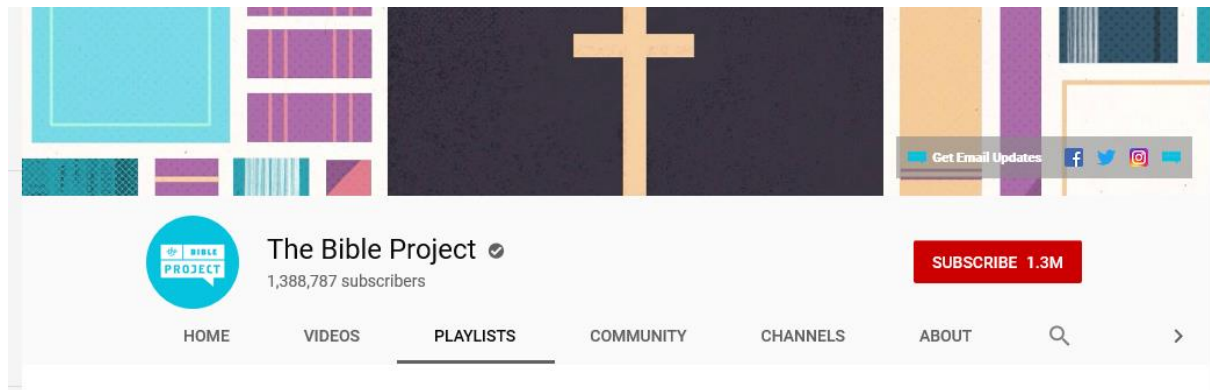 Get Email Updates
the BIBLE
PROJECT
The Bible Project
1,388,787 subscribers
SUBSCRIBE 1.3M
HOME VIDEOS PLAYLISTS COMMUNITY CHANNELS ABOUT